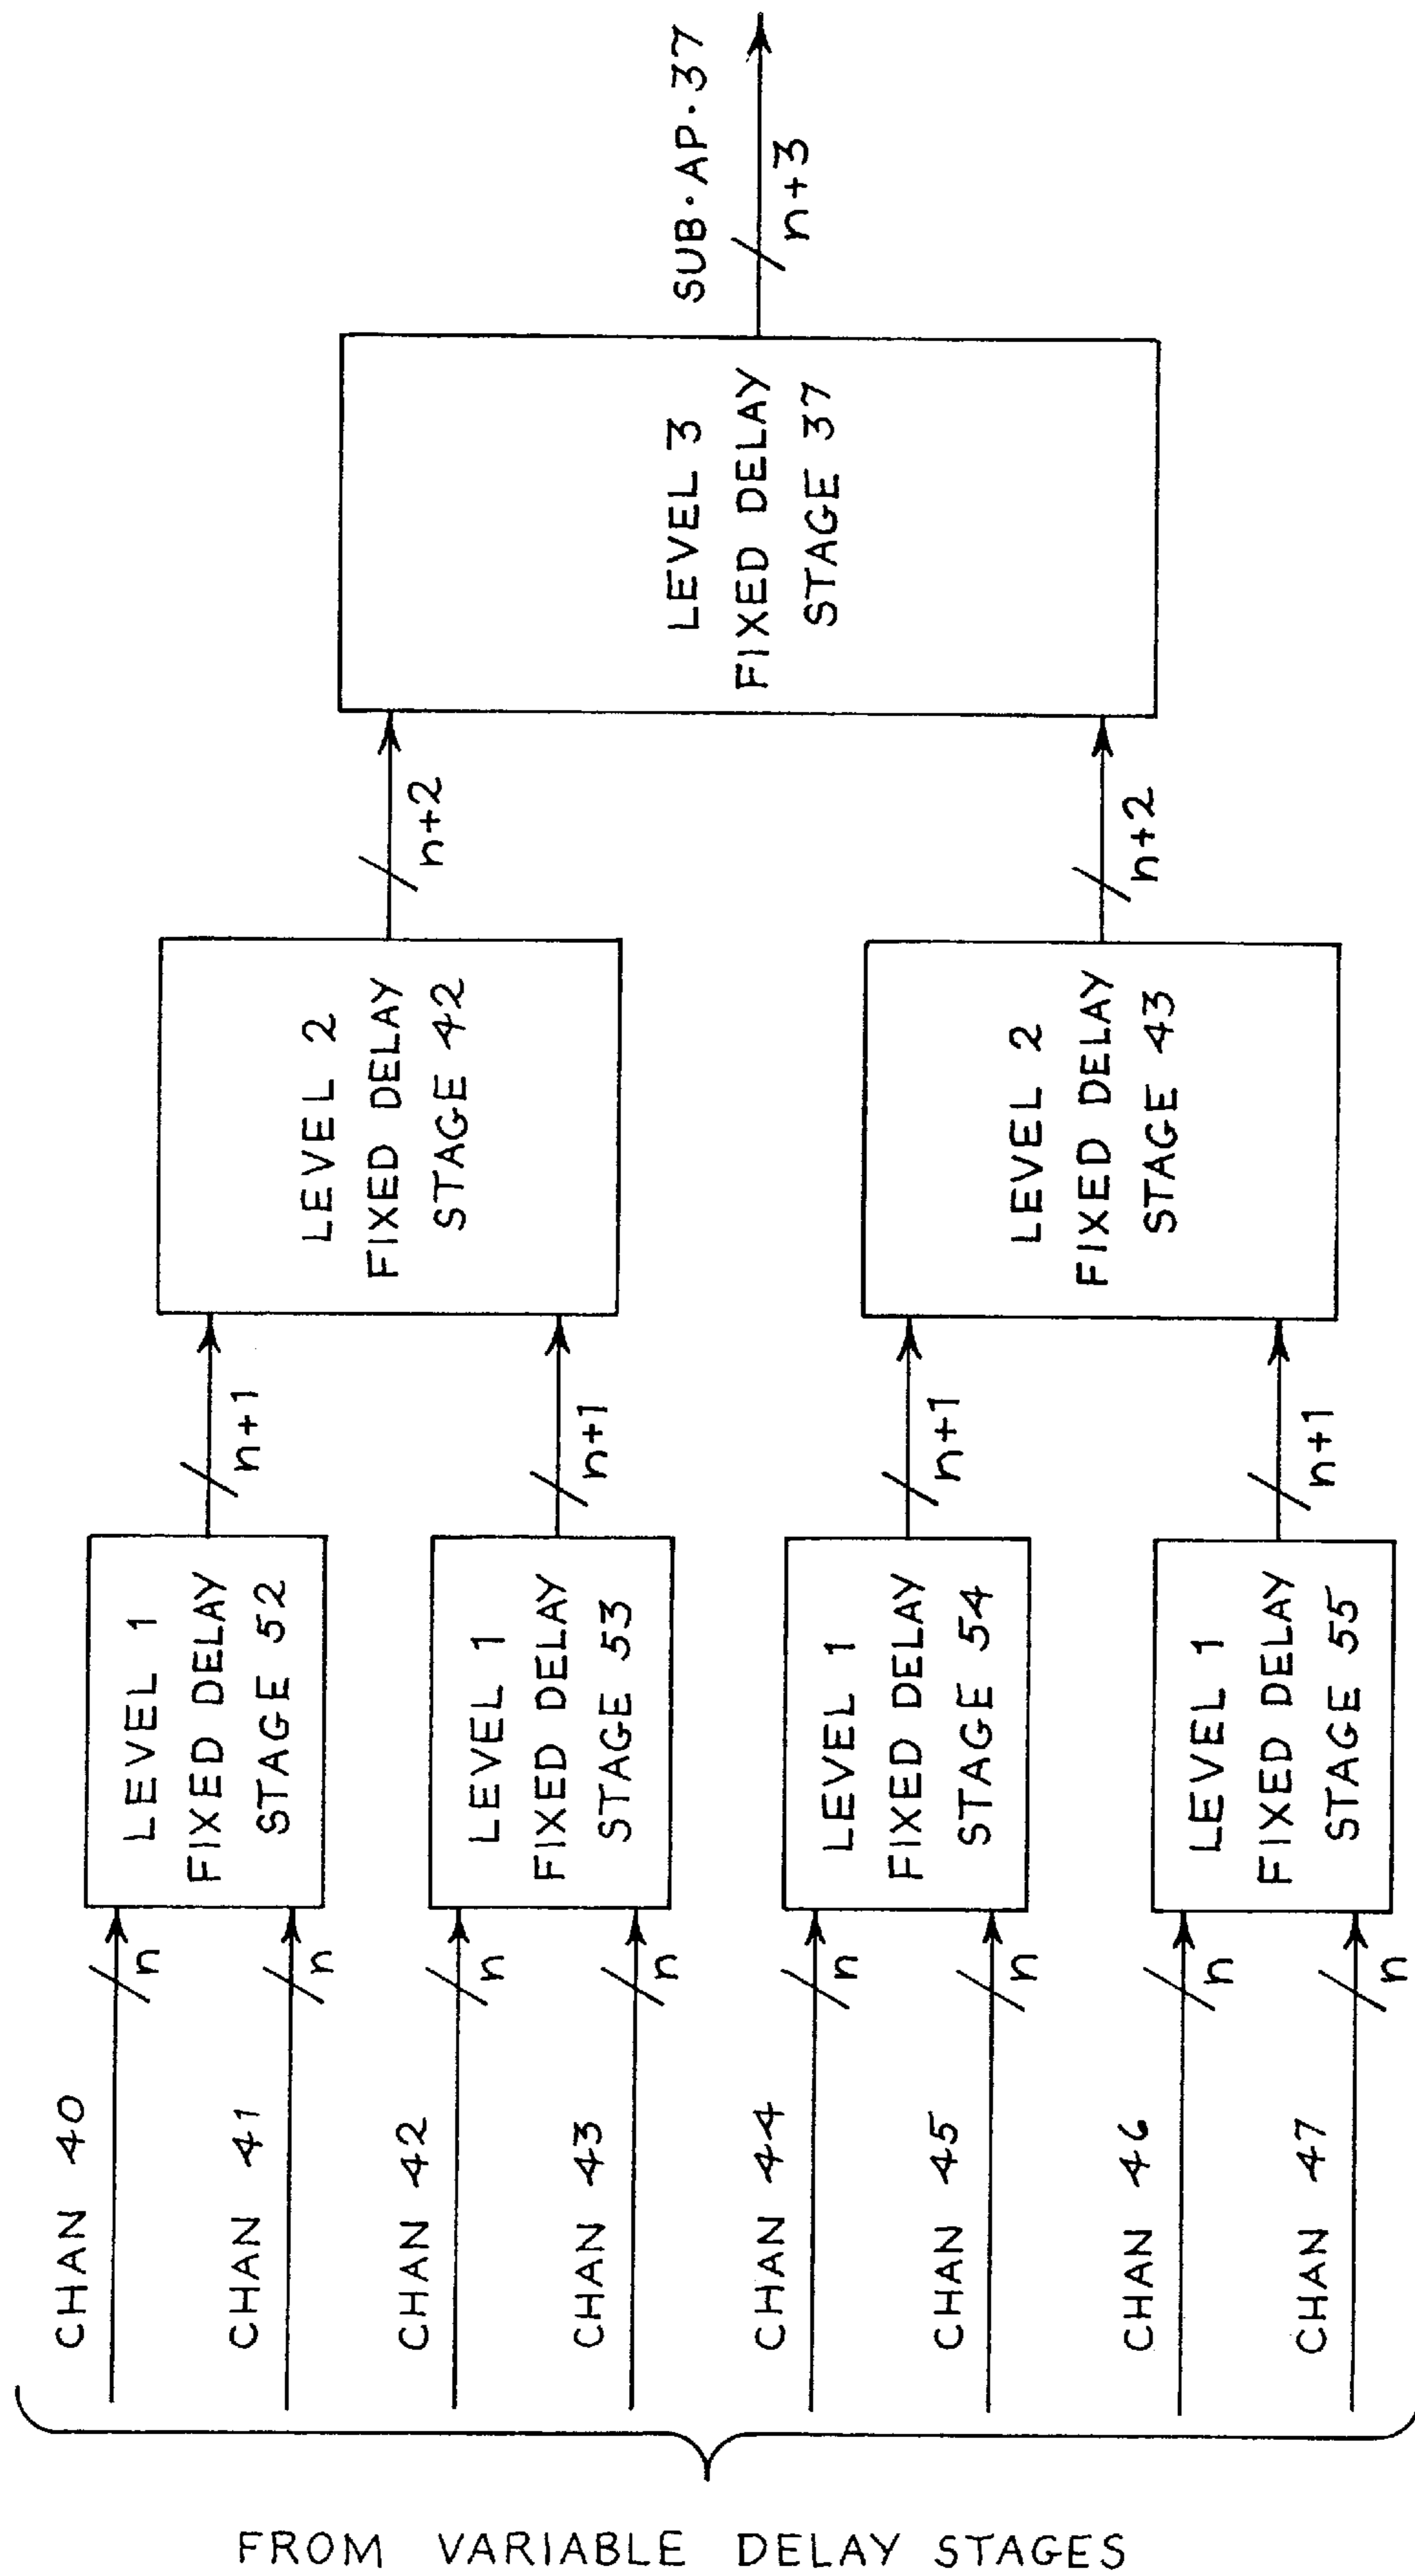 SUB·AP·37
n+3
LEVEL 3
FIXED DELAY
STAGE 37
n+2
n+2
LEVEL 2
FIXED DELAY
STAGE 42
LEVEL 2
FIXED DELAY
STAGE 43
n+1
n+1
n+1
n+1
LEVEL 1
FIXED DELAY
STAGE 52
LEVEL 1
FIXED DELAY
STAGE 53
LEVEL 1
FIXED DELAY
STAGE 54
LEVEL 1
FIXED DELAY
STAGE 55
n
n
n
n
n
n
n
n
CHAN 40
CHAN 41
CHAN 42
CHAN 43
CHAN 44
CHAN 45
CHAN 46
CHAN 47
FROM VARIABLE DELAY STAGES